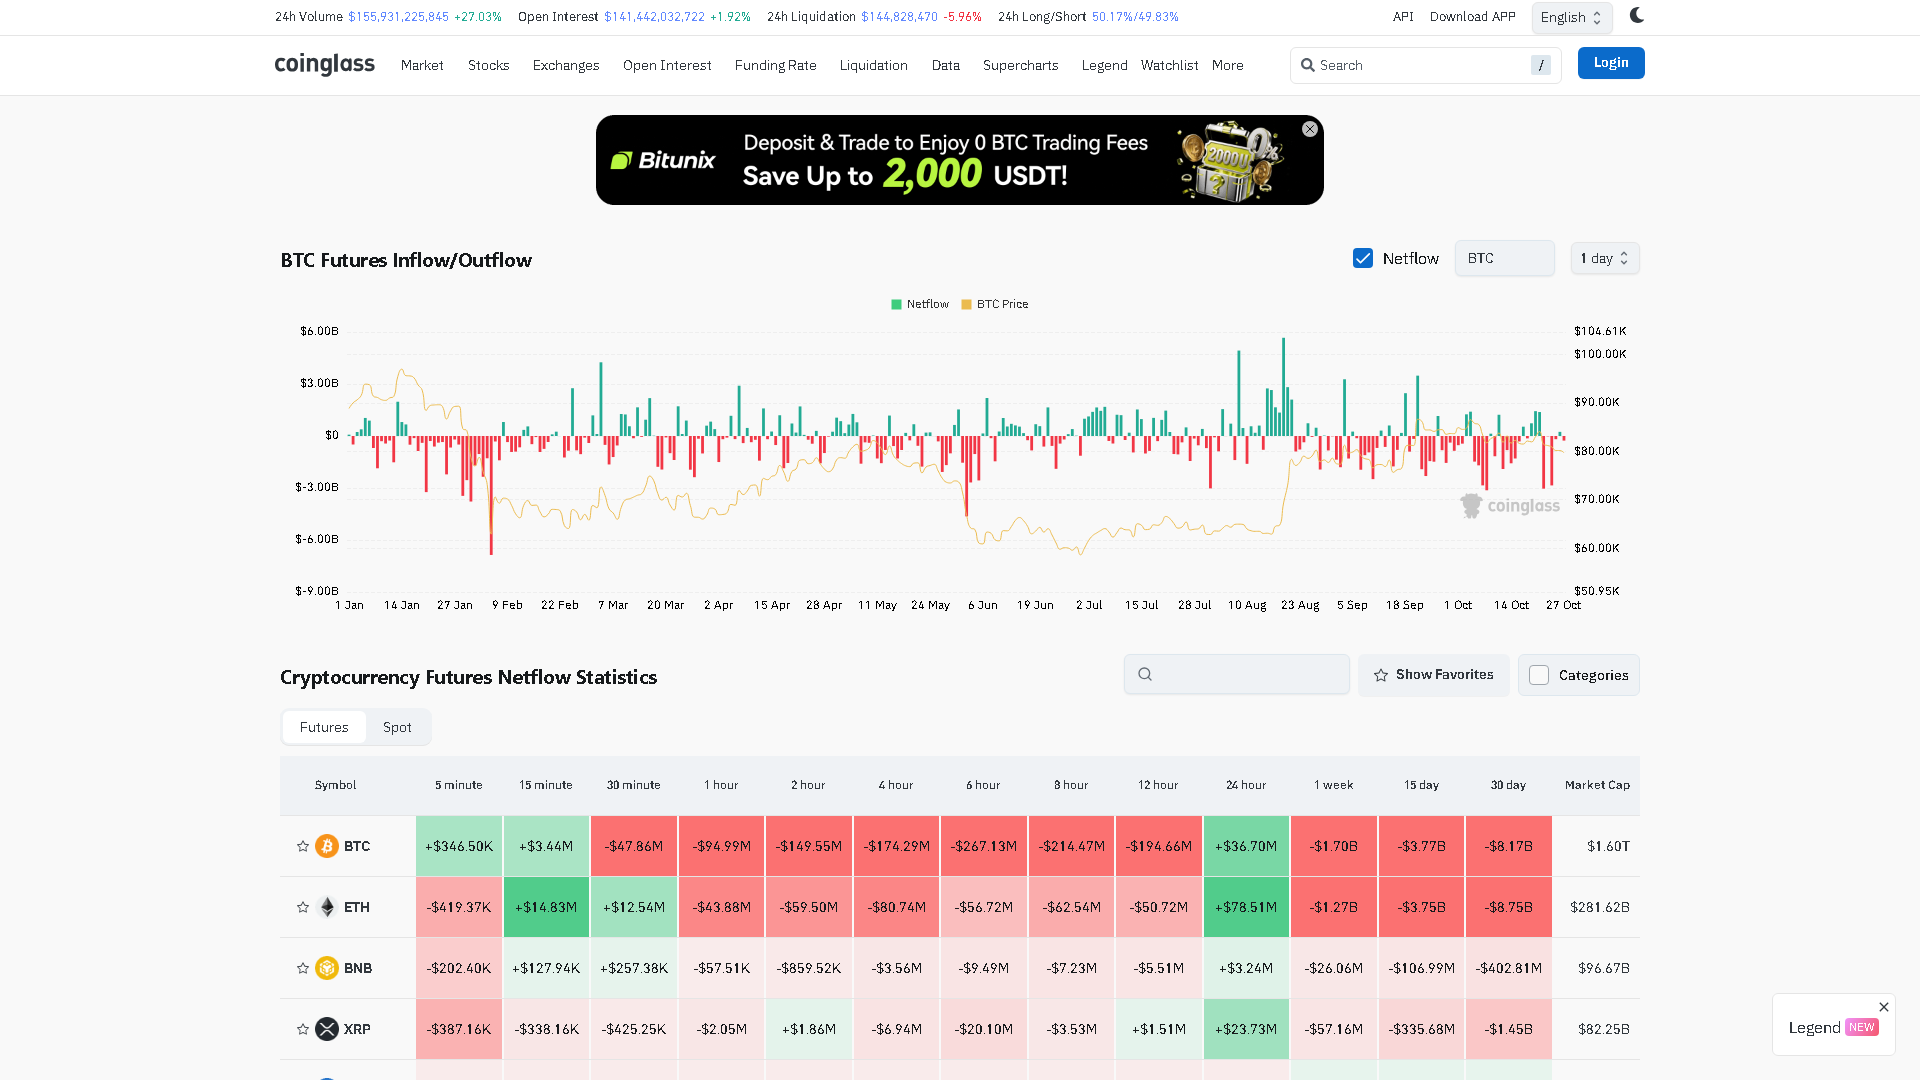 24h Volume $155,931,225,845 +27.03% Open Interest $141,442,032,722 +1.92% 24h Liquidation $144,828,470 -5.96% 24h Long/Short 50.17%/49.83% API Download APP English
coinglass Market Stocks Exchanges Open Interest Funding Rate Liquidation Data Supercharts Legend Watchlist More Search / Login
Bitunix Deposit & Trade to Enjoy 0 BTC Trading Fees
Save Up to 2,000 USDT!
2000U 0%
BTC Futures Inflow/Outflow Netflow BTC 1 day
Netflow BTC Price
$6.00B $104.61K
$100.00K
$3.00B
$90.00K
$0
$80.00K
$-3.00B
$70.00K
coinglass
$-6.00B
$60.00K
$-9.00B $50.95K
1 Jan 14 Jan 27 Jan 9 Feb 22 Feb 7 Mar 20 Mar 2 Apr 15 Apr 28 Apr 11 May 24 May 6 Jun 19 Jun 2 Jul 15 Jul 28 Jul 10 Aug 23 Aug 5 Sep 18 Sep 1 Oct 14 Oct 27 Oct
Cryptocurrency Futures Netflow Statistics Show Favorites Categories
Futures Spot
Symbol 5 minute 15 minute 30 minute 1 hour 2 hour 4 hour 6 hour 8 hour 12 hour 24 hour 1 week 15 day 30 day Market Cap
BTC +$346.50K +$3.44M -$47.86M -$94.99M -$149.55M -$174.29M -$267.13M -$214.47M -$194.66M +$36.70M -$1.70B -$3.77B -$8.17B $1.60T
ETH -$419.37K +$14.83M +$12.54M -$43.88M -$59.50M -$80.74M -$56.72M -$62.54M -$50.72M +$78.51M -$1.27B -$3.75B -$8.75B $281.62B
BNB -$202.40K +$127.94K +$257.38K -$57.51K -$859.52K -$3.56M -$9.49M -$7.23M -$5.51M +$3.24M -$26.06M -$106.99M -$402.81M $96.67B
XRP -$387.16K -$338.16K -$425.25K -$2.05M +$1.86M -$6.94M -$20.10M -$3.53M +$1.51M +$23.73M -$57.16M -$335.68M -$1.45B $82.25B
Legend NEW